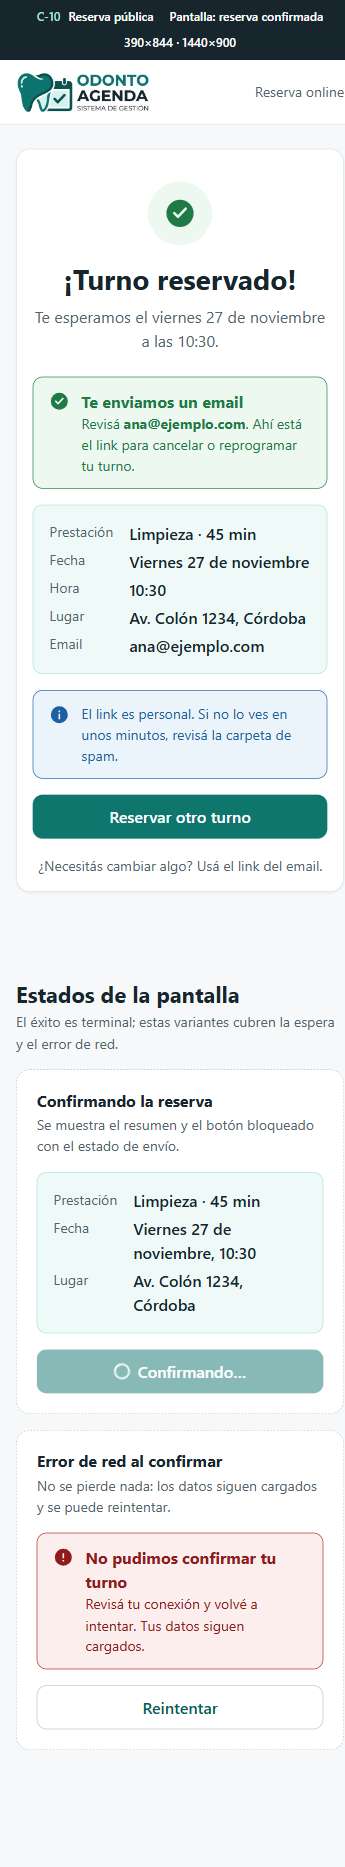 C-10 Reserva pública Pantalla: reserva confirmada
390×844 · 1440×900
ODONTO
AGENDA
SISTEMA DE GESTIÓN
Reserva online
¡Turno reservado!
Te esperamos el viernes 27 de noviembre
a las 10:30.
Te enviamos un email
Revisá ana@ejemplo.com. Ahí está
el link para cancelar o reprogramar
tu turno.
Prestación Limpieza · 45 min
Fecha Viernes 27 de noviembre
Hora 10:30
Lugar Av. Colón 1234, Córdoba
Email ana@ejemplo.com
El link es personal. Si no lo ves en
unos minutos, revisá la carpeta de
spam.
Reservar otro turno
¿Necesitás cambiar algo? Usá el link del email.
Estados de la pantalla
El éxito es terminal; estas variantes cubren la espera
y el error de red.
Confirmando la reserva
Se muestra el resumen y el botón bloqueado
con el estado de envío.
Prestación Limpieza · 45 min
Fecha Viernes 27 de
noviembre, 10:30
Lugar Av. Colón 1234,
Córdoba
Confirmando...
Error de red al confirmar
No se pierde nada: los datos siguen cargados
y se puede reintentar.
No pudimos confirmar tu
turno
Revisá tu conexión y volvé a
intentar. Tus datos siguen
cargados.
Reintentar